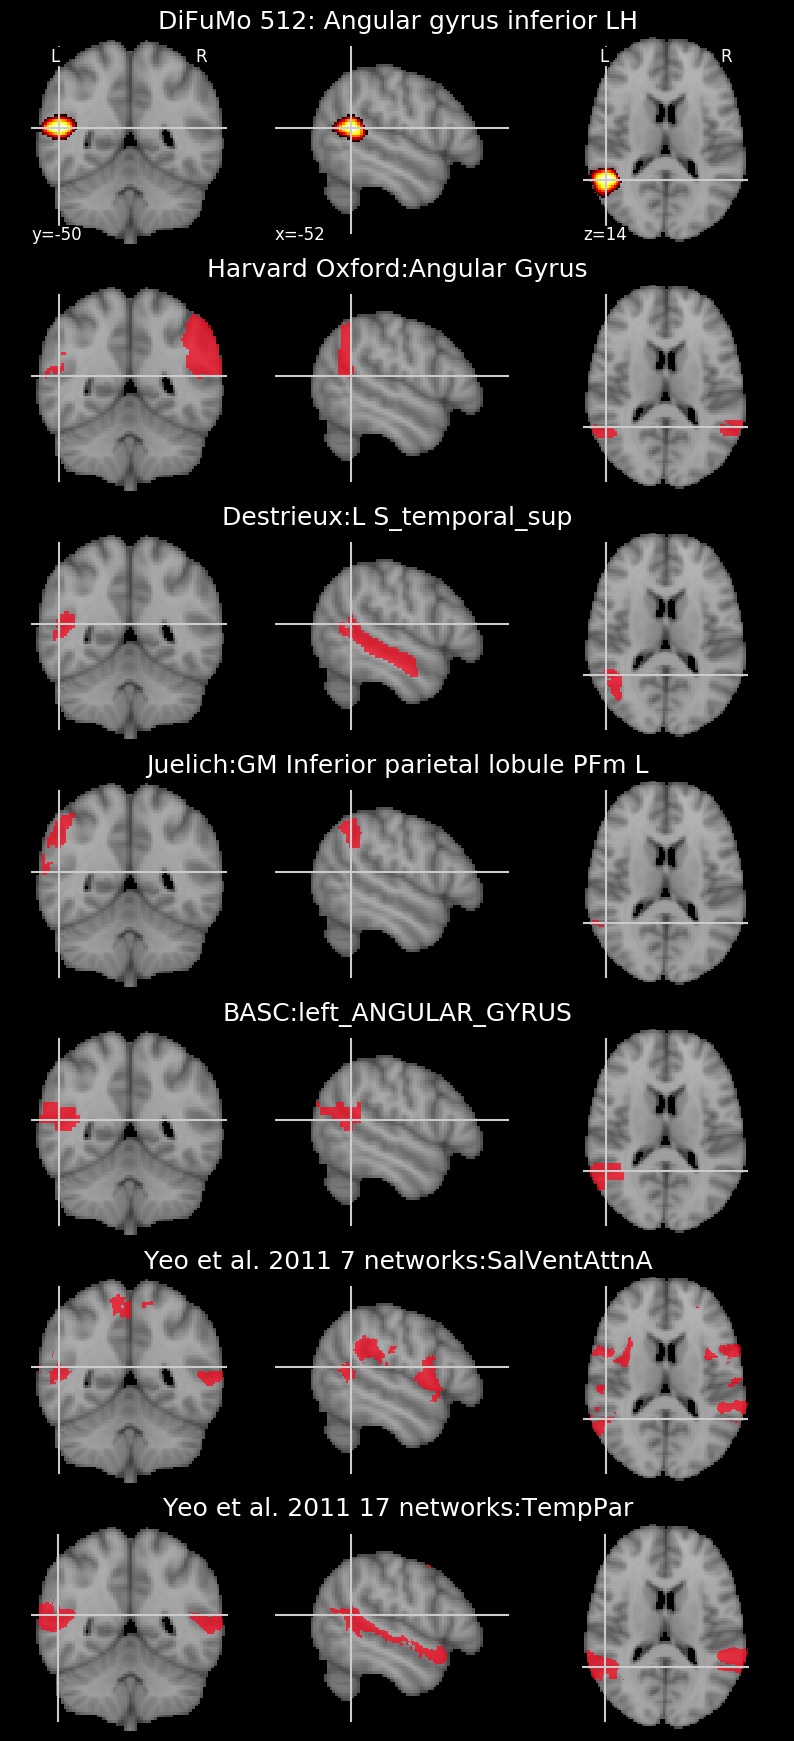 DiFuMo 512: Angular gyrus inferior LH
L R L R
y=-50 x=-52 z=14
Harvard Oxford:Angular Gyrus
Destrieux:L S_temporal_sup
Juelich:GM Inferior parietal lobule PFm L
BASC:left_ANGULAR_GYRUS
Yeo et al. 2011 7 networks:SalVentAttnA
Yeo et al. 2011 17 networks:TempPar